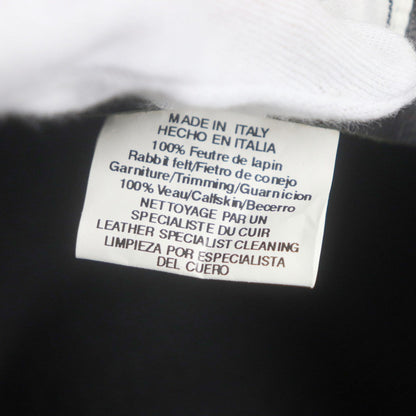 MADE IN ITALY
HECHO EN ITALIA
100% Feutre de lapin
Rabbit felt/Fietro de conejo
Garniture/Trimming/Guarnicion
100% Veau/Calfskin/Becerro
NETTOYAGE PAR UN
SPECIALISTE DU CUIR
LEATHER SPECIALIST CLEANING
LIMPIEZA POR ESPECIALISTA
DEL CUERO